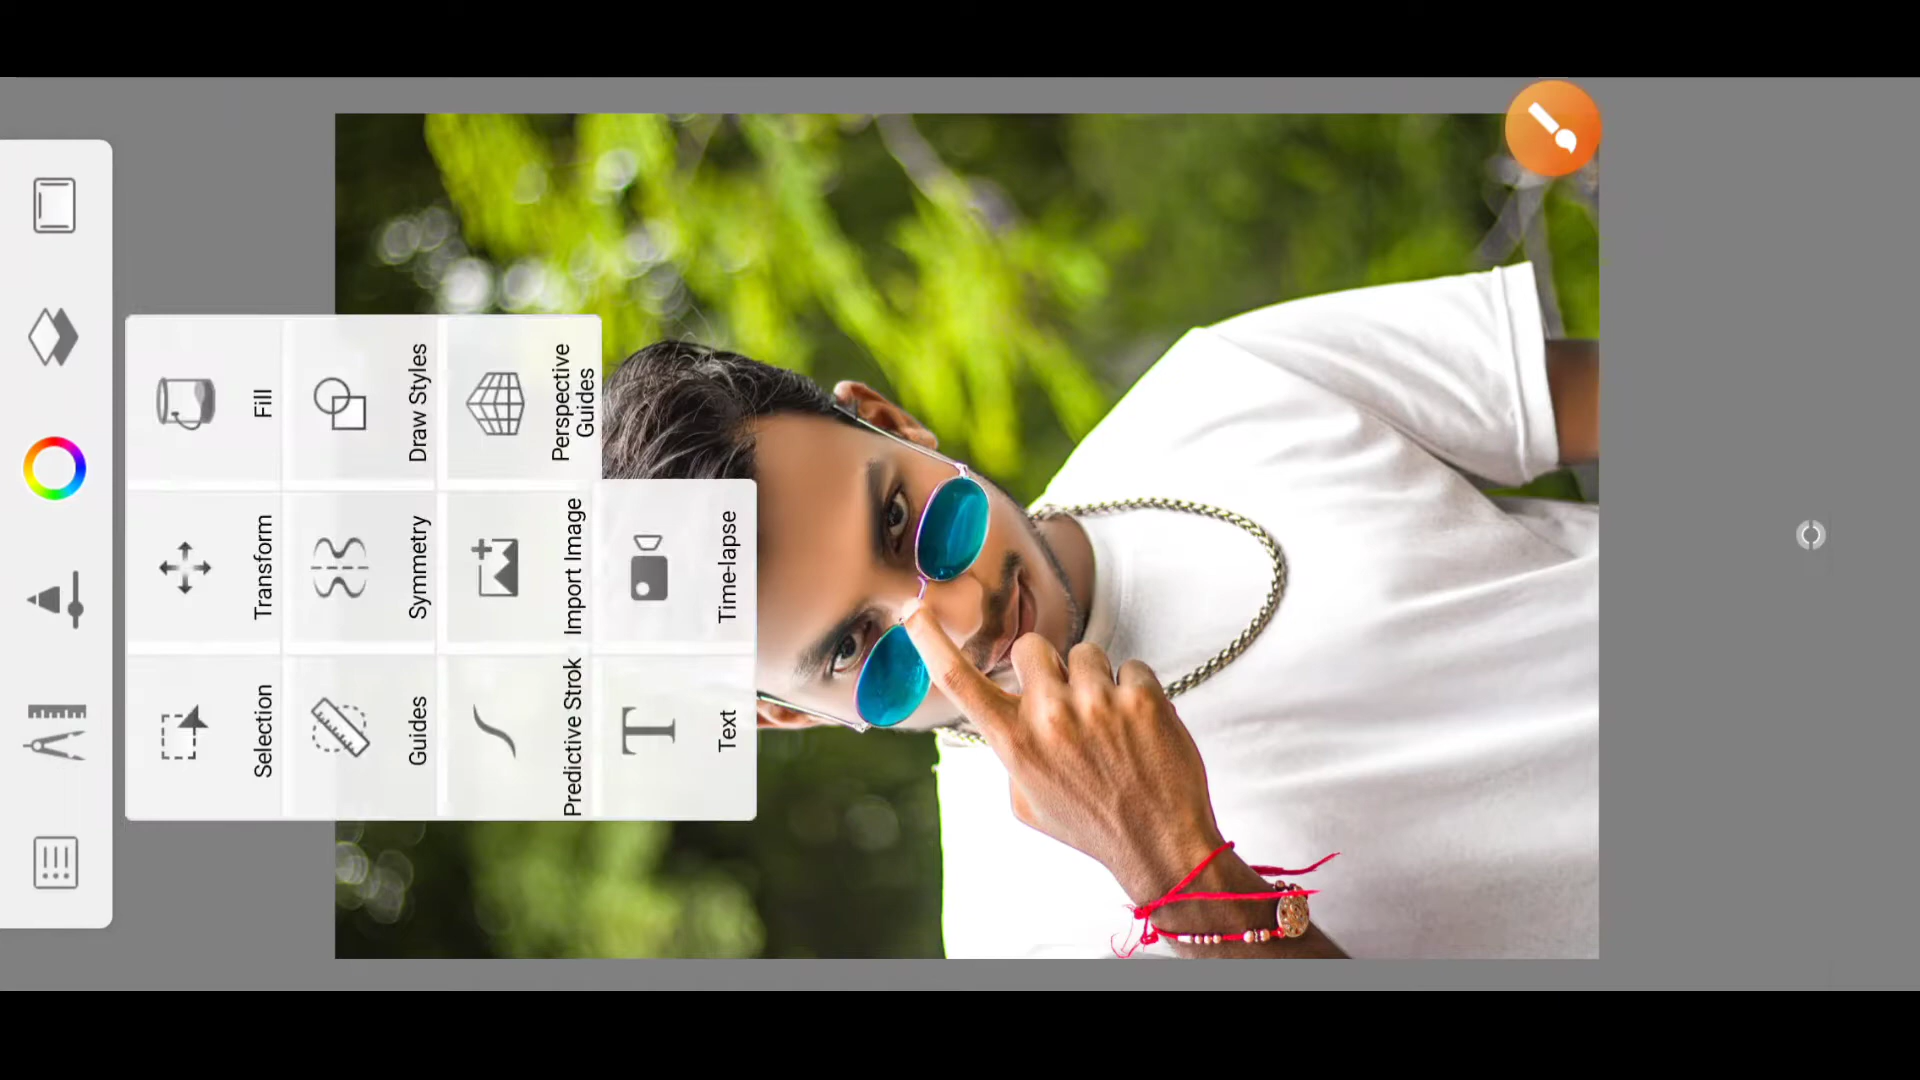 Selection
Transform
Fill
Guides
Symmetry
Draw Styles
Predictive Strok
Import Image
Perspective
Guides
Text
Time-lapse